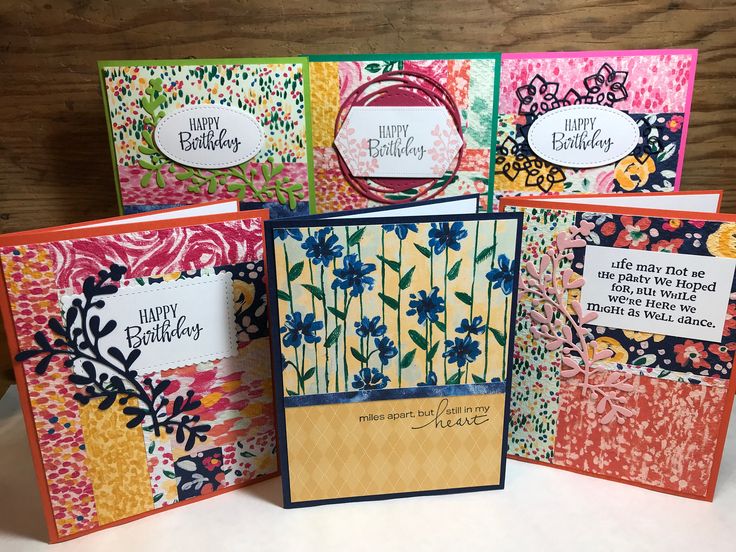 HAPPY
Birthday
HAPPY
Birthday
HAPPY
Birthday
HAPPY
Birthday
miles apart, but still in my
heart
Life may not be
the party we hoped
for, but while
we're here we
might as well dance.